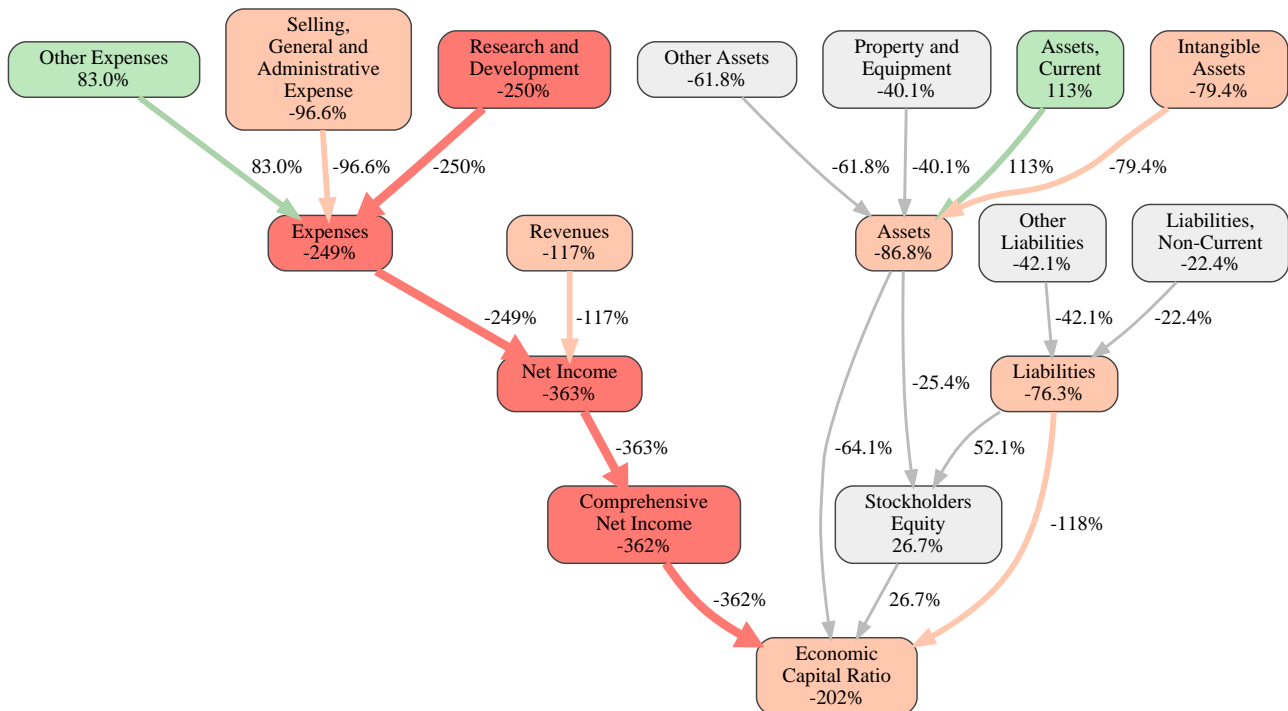 Other Expenses
83.0%
Selling,
General and
Administrative
Expense
-96.6%
Research and
Development
-250%
Other Assets
-61.8%
Property and
Equipment
-40.1%
Assets,
Current
113%
Intangible
Assets
-79.4%
83.0%
-96.6%
-250%
-61.8%
-40.1%
113%
-79.4%
Expenses
-249%
Revenues
-117%
Assets
-86.8%
Other
Liabilities
-42.1%
Liabilities,
Non-Current
-22.4%
-249%
-117%
-42.1%
-22.4%
Net Income
-363%
-25.4%
Liabilities
-76.3%
-363%
-64.1%
52.1%
Comprehensive
Net Income
-362%
Stockholders
Equity
26.7%
-118%
-362%
26.7%
Economic
Capital Ratio
-202%